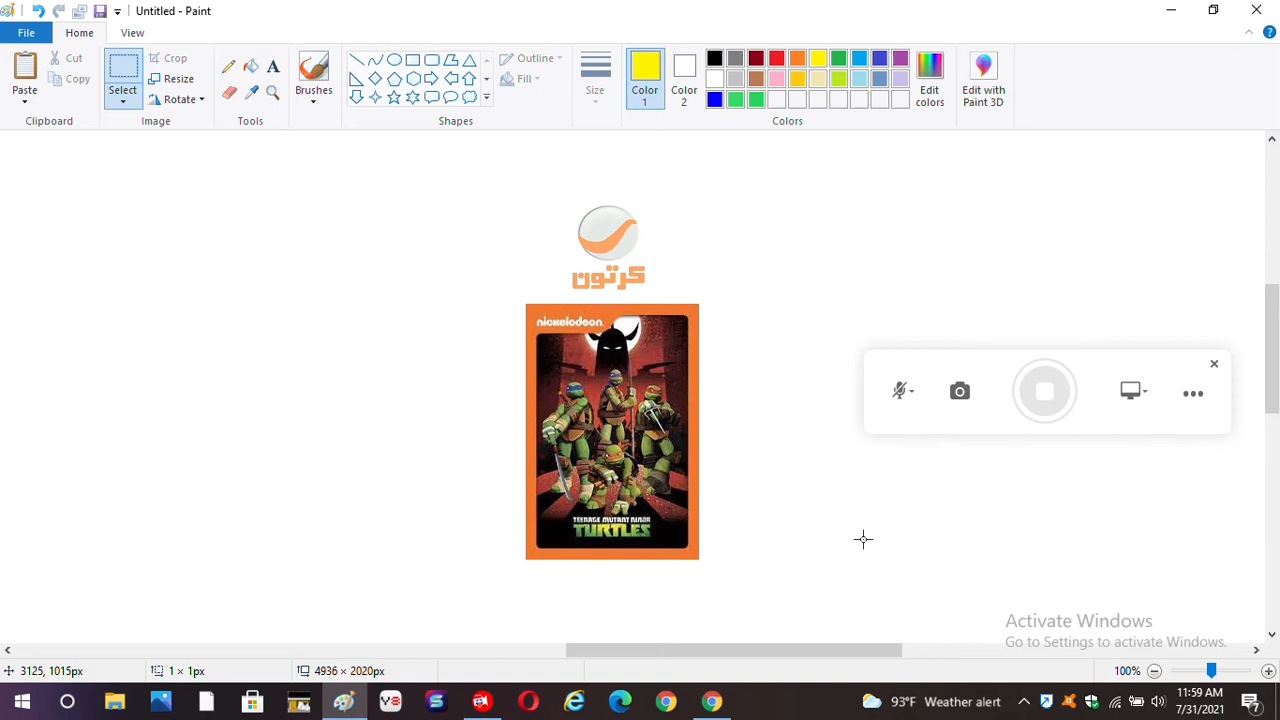 Untitled - Paint
File
Home
View
Paste
Cut
Copy
Clipboard
Select
Crop
Resize
Rotate
Image
Tools
Brushes
Shapes
Outline
Fill
Size
Color 1
Color 2
Edit colors
Edit with Paint 3D
Colors
كرتون
nickelodeon
TEENAGE MUTANT NINJA
TURTLES
Activate Windows
Go to Settings to activate Windows.
3125, 1015px
1 × 1px
4936 × 2020px
100%
93°F Weather alert
11:59 AM
7/31/2021
7